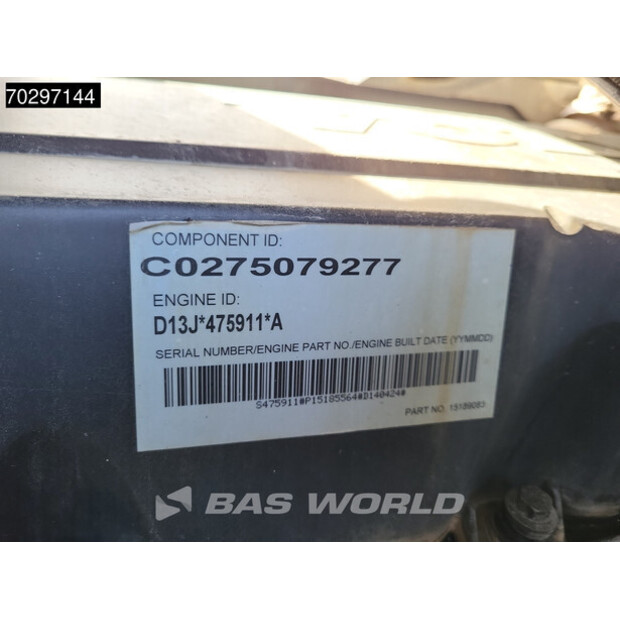 70297144
COMPONENT ID:
C0275079277
ENGINE ID:
D13J*475911*A
SERIAL NUMBER/ENGINE PART NO./ENGINE BUILT DATE (YYMMDD)
S475911#P15185564#D140424#
PART NO. 15189083
BAS WORLD